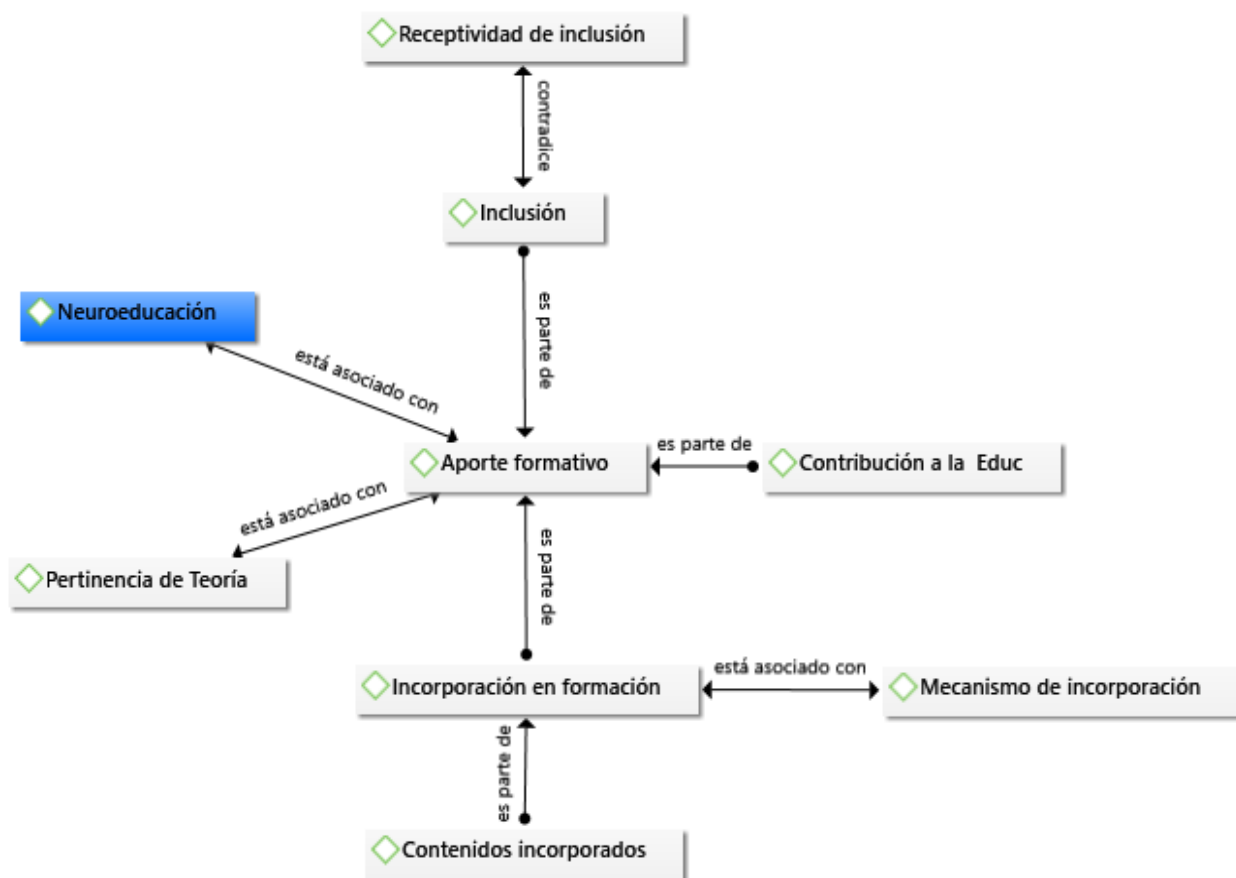 Receptividad de inclusión
contradice
Inclusión
es parte de
Neuroeducación
está asociado con
Aporte formativo
es parte de
Contribución a la  Educ
está asociado con
Pertinencia de Teoría
es parte de
Incorporación en formación
está asociado con
Mecanismo de incorporación
es parte de
Contenidos incorporados